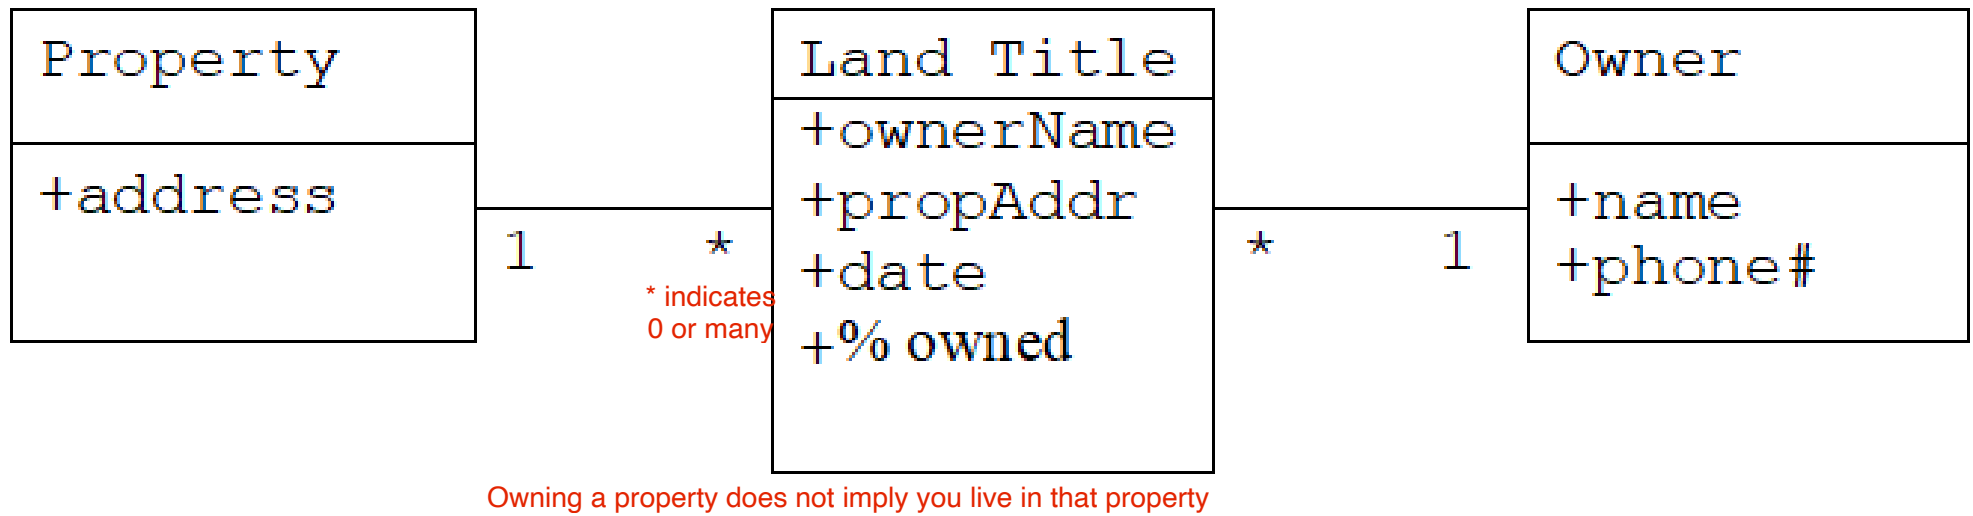 Property
+address
1
*
* indicates
0 or many
Land Title
+ownerName
+propAddr
+date
+% owned
*
1
Owner
+name
+phone#
Owning a property does not imply you live in that property